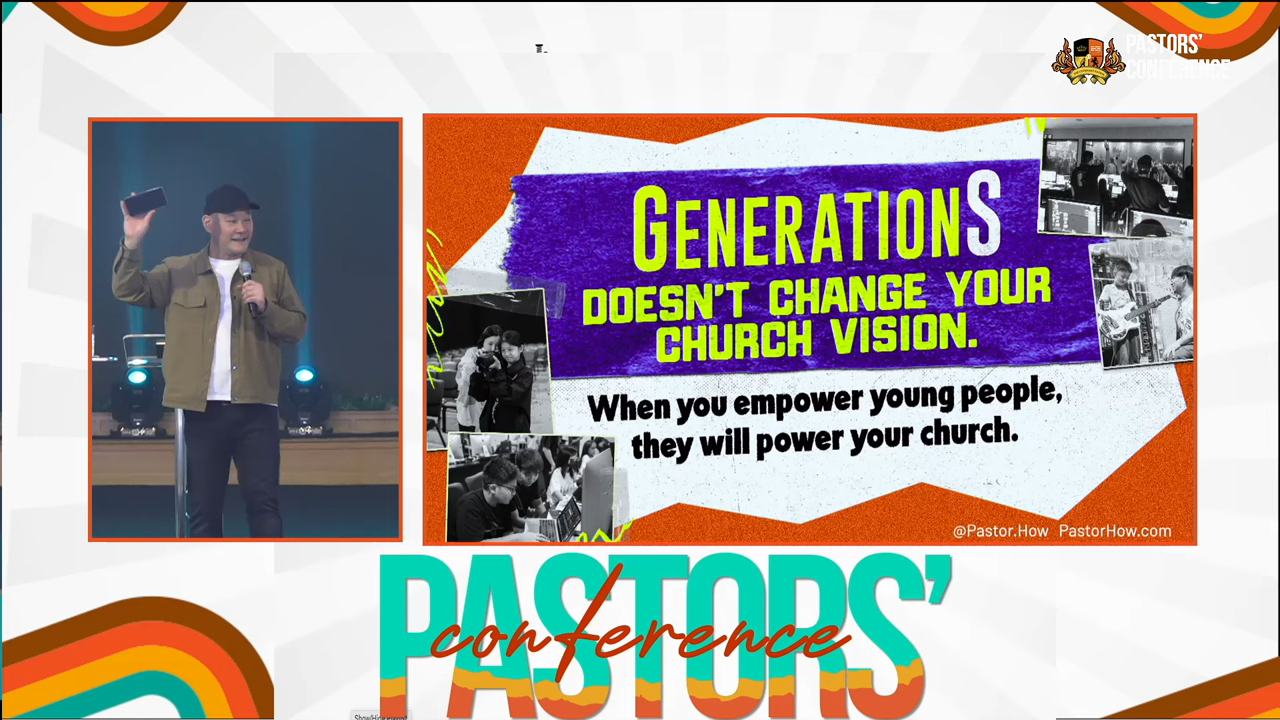 PASTORS'
CONFERENCE
GENERATIONS
DOESN'T CHANGE YOUR
CHURCH VISION.
When you empower young people,
they will power your church.
@Pastor.How PastorHow.com
PASTORS'
conference